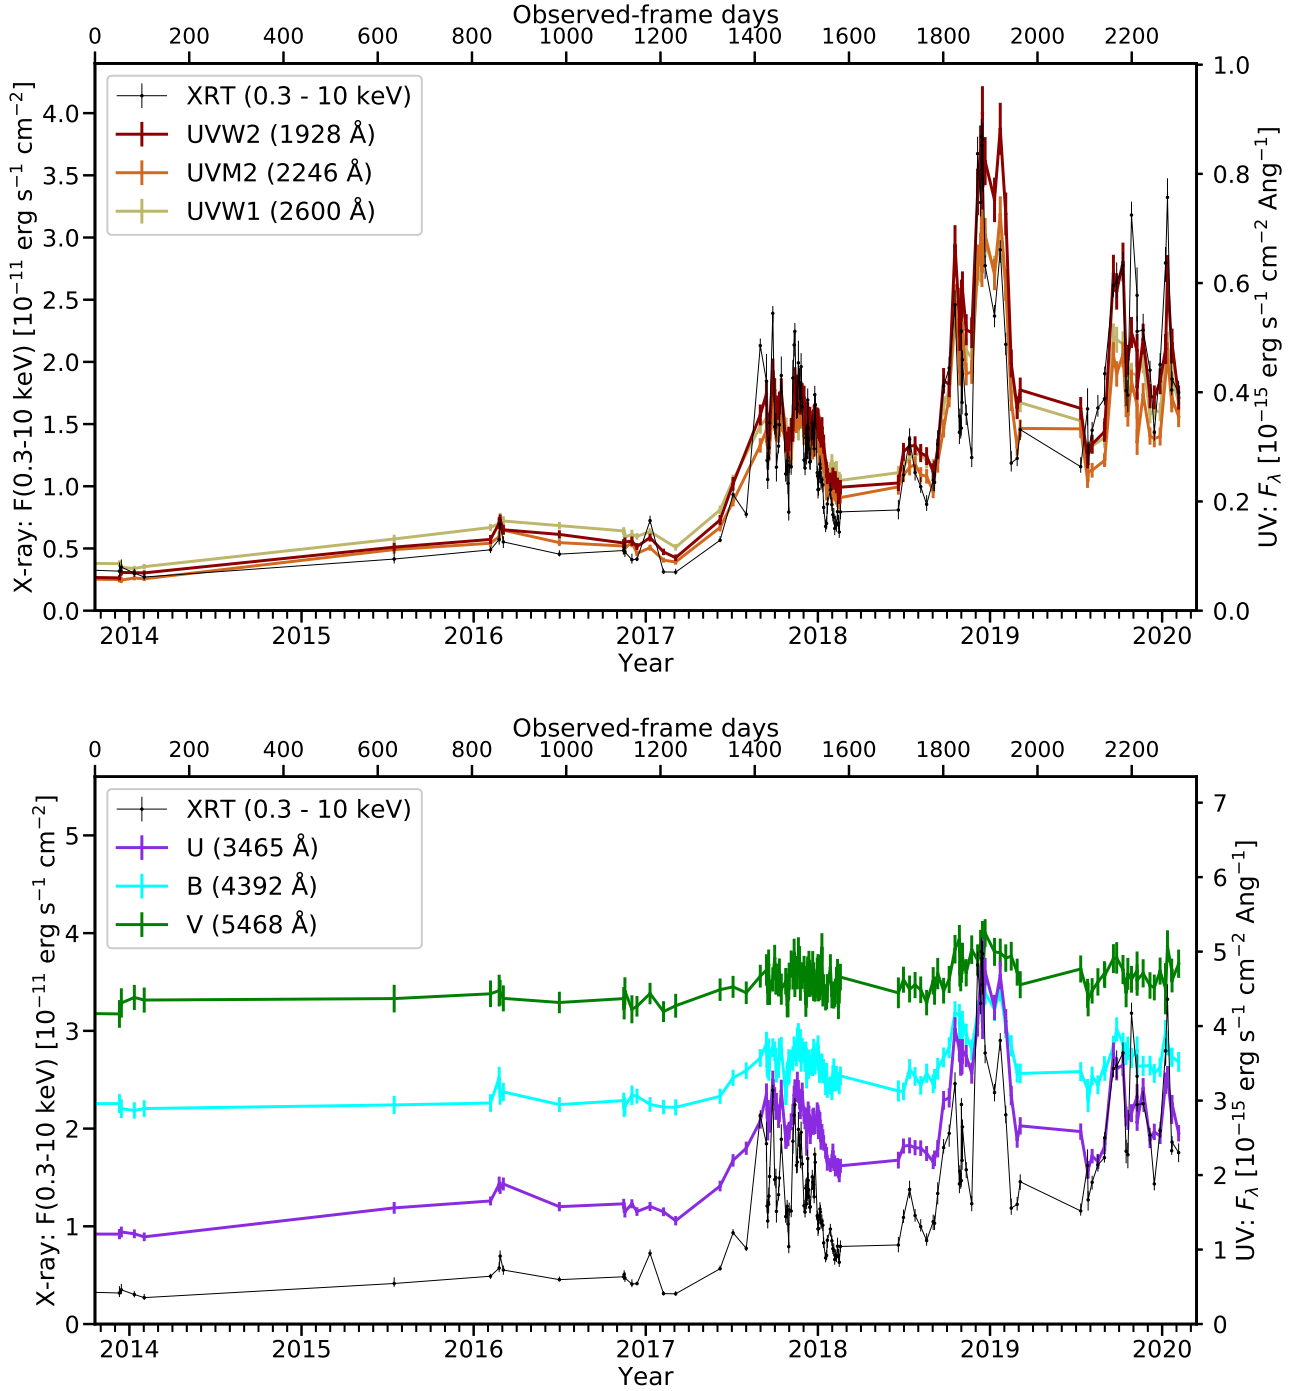 Observed-frame days
0 200 400 600 800 1000 1200 1400 1600 1800 2000 2200
XRT (0.3 - 10 keV)
UVW2 (1928 Å)
UVM2 (2246 Å)
UVW1 (2600 Å)
X-ray: F(0.3-10 keV) [10⁻¹¹ erg s⁻¹ cm⁻²]
4.0
3.5
3.0
2.5
2.0
1.5
1.0
0.5
0.0
1.0
0.8
0.6
0.4
0.2
0.0
UV: F_λ [10⁻¹⁵ erg s⁻¹ cm⁻² Ang⁻¹]
2014 2015 2016 2017 2018 2019 2020
Year
Observed-frame days
0 200 400 600 800 1000 1200 1400 1600 1800 2000 2200
XRT (0.3 - 10 keV)
U (3465 Å)
B (4392 Å)
V (5468 Å)
X-ray: F(0.3-10 keV) [10⁻¹¹ erg s⁻¹ cm⁻²]
5
4
3
2
1
0
7
6
5
4
3
2
1
0
UV: F_λ [10⁻¹⁵ erg s⁻¹ cm⁻² Ang⁻¹]
2014 2015 2016 2017 2018 2019 2020
Year